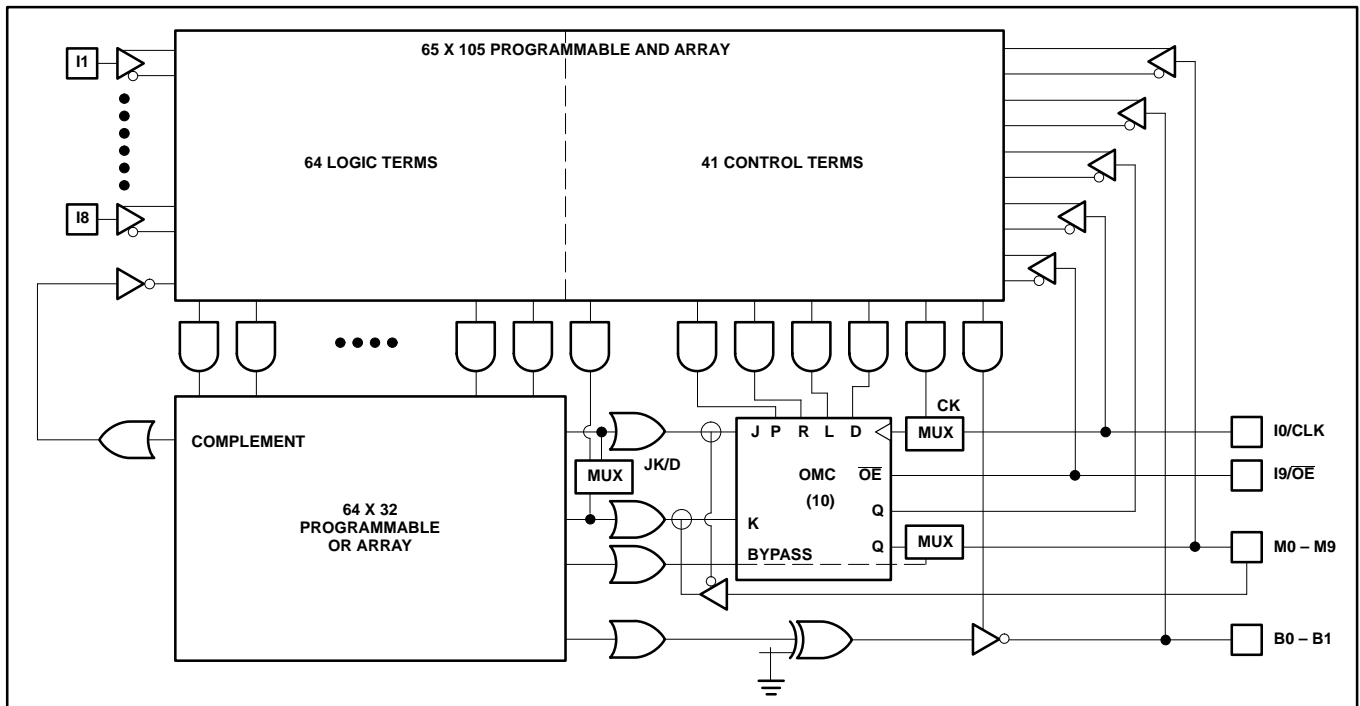 65 X 105 PROGRAMMABLE AND ARRAY
I1
64 LOGIC TERMS
41 CONTROL TERMS
I8
CK
COMPLEMENT
J P R L D
MUX
I0/CLK
JK/D
MUX
OMC
(10)
OE
I9/OE
64 X 32
PROGRAMMABLE
OR ARRAY
K
Q
BYPASS
Q
MUX
M0 – M9
B0 – B1